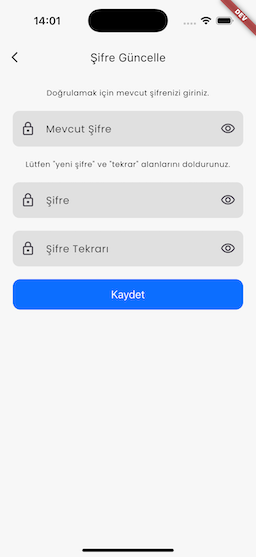 14:01
DEV
Şifre Güncelle
Doğrulamak için mevcut şifrenizi giriniz.
Mevcut Şifre
Lütfen "yeni şifre" ve "tekrar" alanlarını doldurunuz.
Şifre
Şifre Tekrarı
Kaydet